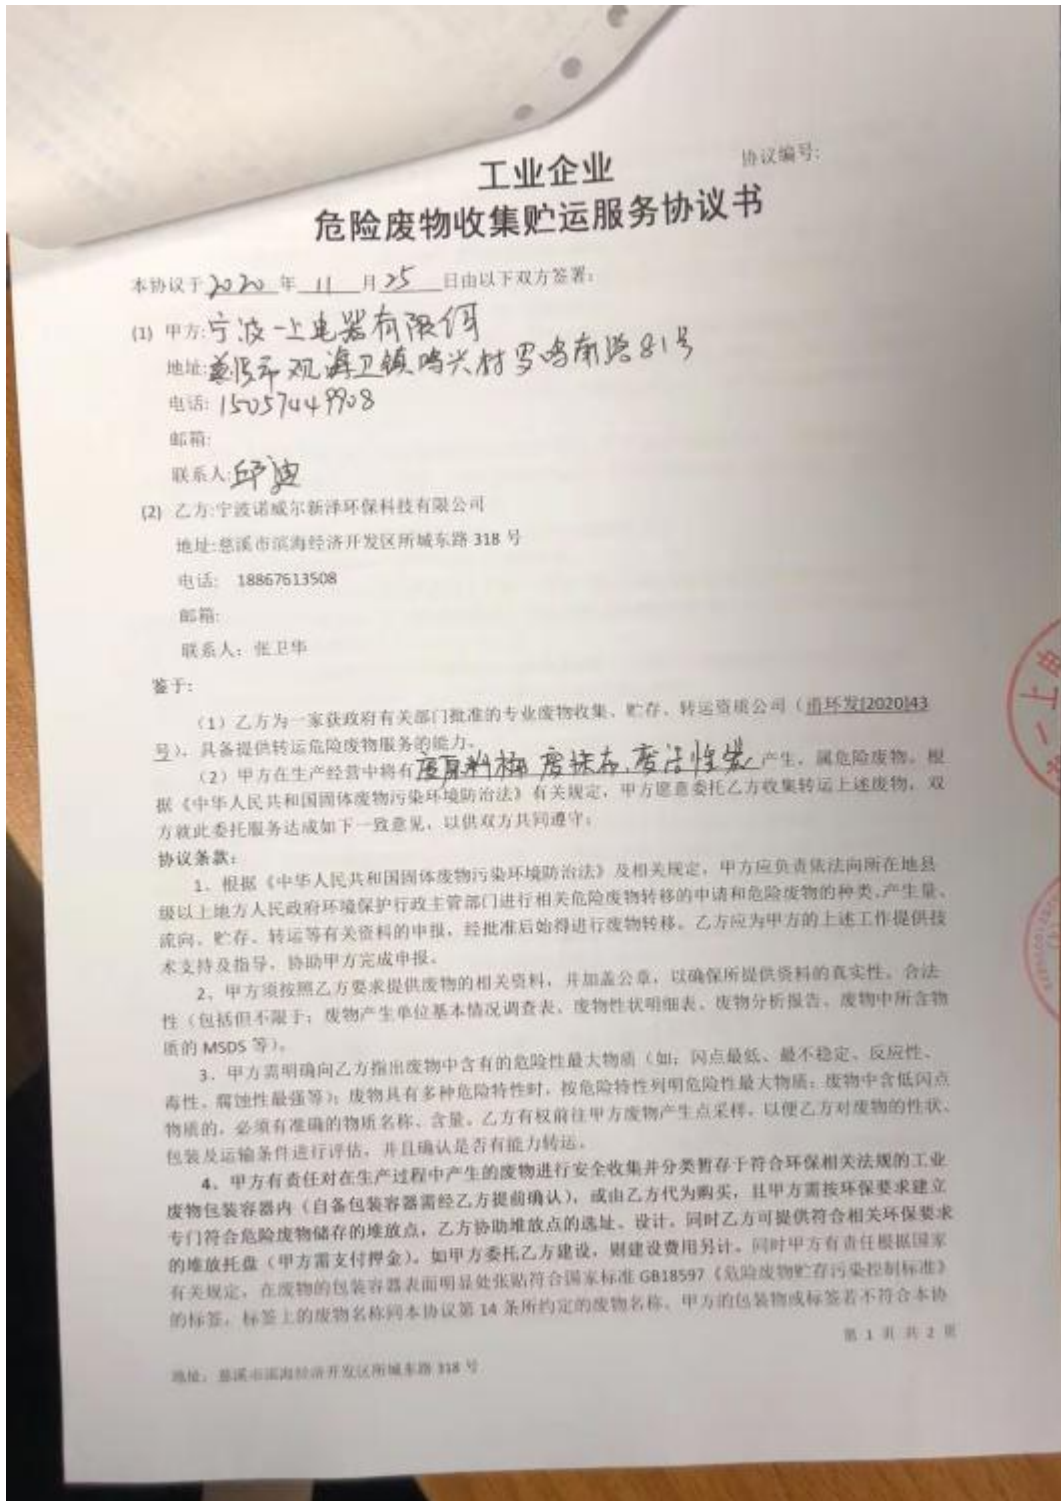 协议编号:
工业企业
危险废物收集贮运服务协议书
本协议于2020年11月25日由以下双方签署:
(1) 甲方:宁波一上电器有限公司
地址:慈溪市观海卫镇鸣兴村罗鸣南路81号
电话: 15057449908
邮箱:
联系人:邱迪
(2) 乙方:宁波诺威尔新泽环保科技有限公司
地址:慈溪市滨海经济开发区所城东路 318 号
电话: 18867613508
邮箱:
联系人: 张卫华
鉴于:
(1)乙方为一家获政府有关部门批准的专业废物收集、贮存、转运资质公司(甬环发[2020]43
号),具备提供转运危险废物服务的能力。
(2)甲方在生产经营中将有废原料桶 废抹布、废活性炭产生,属危险废物。根
据《中华人民共和国固体废物污染环境防治法》有关规定,甲方愿意委托乙方收集转运上述废物,双
方就此委托服务达成如下一致意见,以供双方共同遵守:
协议条款:
1、根据《中华人民共和国固体废物污染环境防治法》及相关规定,甲方应负责依法向所在地县
级以上地方人民政府环境保护行政主管部门进行相关危险废物转移的申请和危险废物的种类、产生量、
流向、贮存、转运等有关资料的申报,经批准后始得进行废物转移。乙方应为甲方的上述工作提供技
术支持及指导,协助甲方完成申报。
2、甲方须按照乙方要求提供废物的相关资料,并加盖公章,以确保所提供资料的真实性、合法
性(包括但不限于:废物产生单位基本情况调查表、废物性状明细表、废物分析报告、废物中所含物
质的 MSDS 等)。
3、甲方需明确向乙方指出废物中含有的危险性最大物质(如:闪点最低、最不稳定、反应性、
毒性、腐蚀性最强等);废物具有多种危险特性时,按危险特性列明危险性最大物质;废物中含低闪点
物质的,必须有准确的物质名称、含量。乙方有权前往甲方废物产生点采样,以便乙方对废物的性状、
包装及运输条件进行评估,并且确认是否有能力转运。
4、甲方有责任对在生产过程中产生的废物进行安全收集并分类暂存于符合环保相关法规的工业
废物包装容器内(自备包装容器需经乙方提前确认),或由乙方代为购买,且甲方需按环保要求建立
专门符合危险废物储存的堆放点,乙方协助堆放点的选址、设计。同时乙方可提供符合相关环保要求
的堆放托盘(甲方需支付押金)。如甲方委托乙方建设,则建设费用另计。同时甲方有责任根据国家
有关规定,在废物的包装容器表面明显处张贴符合国家标准 GB18597《危险废物贮存污染控制标准》
的标签,标签上的废物名称同本协议第 14 条所约定的废物名称。甲方的包装物或标签若不符合本协
第 1 页 共 2 页
地址:慈溪市滨海经济开发区所城东路 318 号
一上电